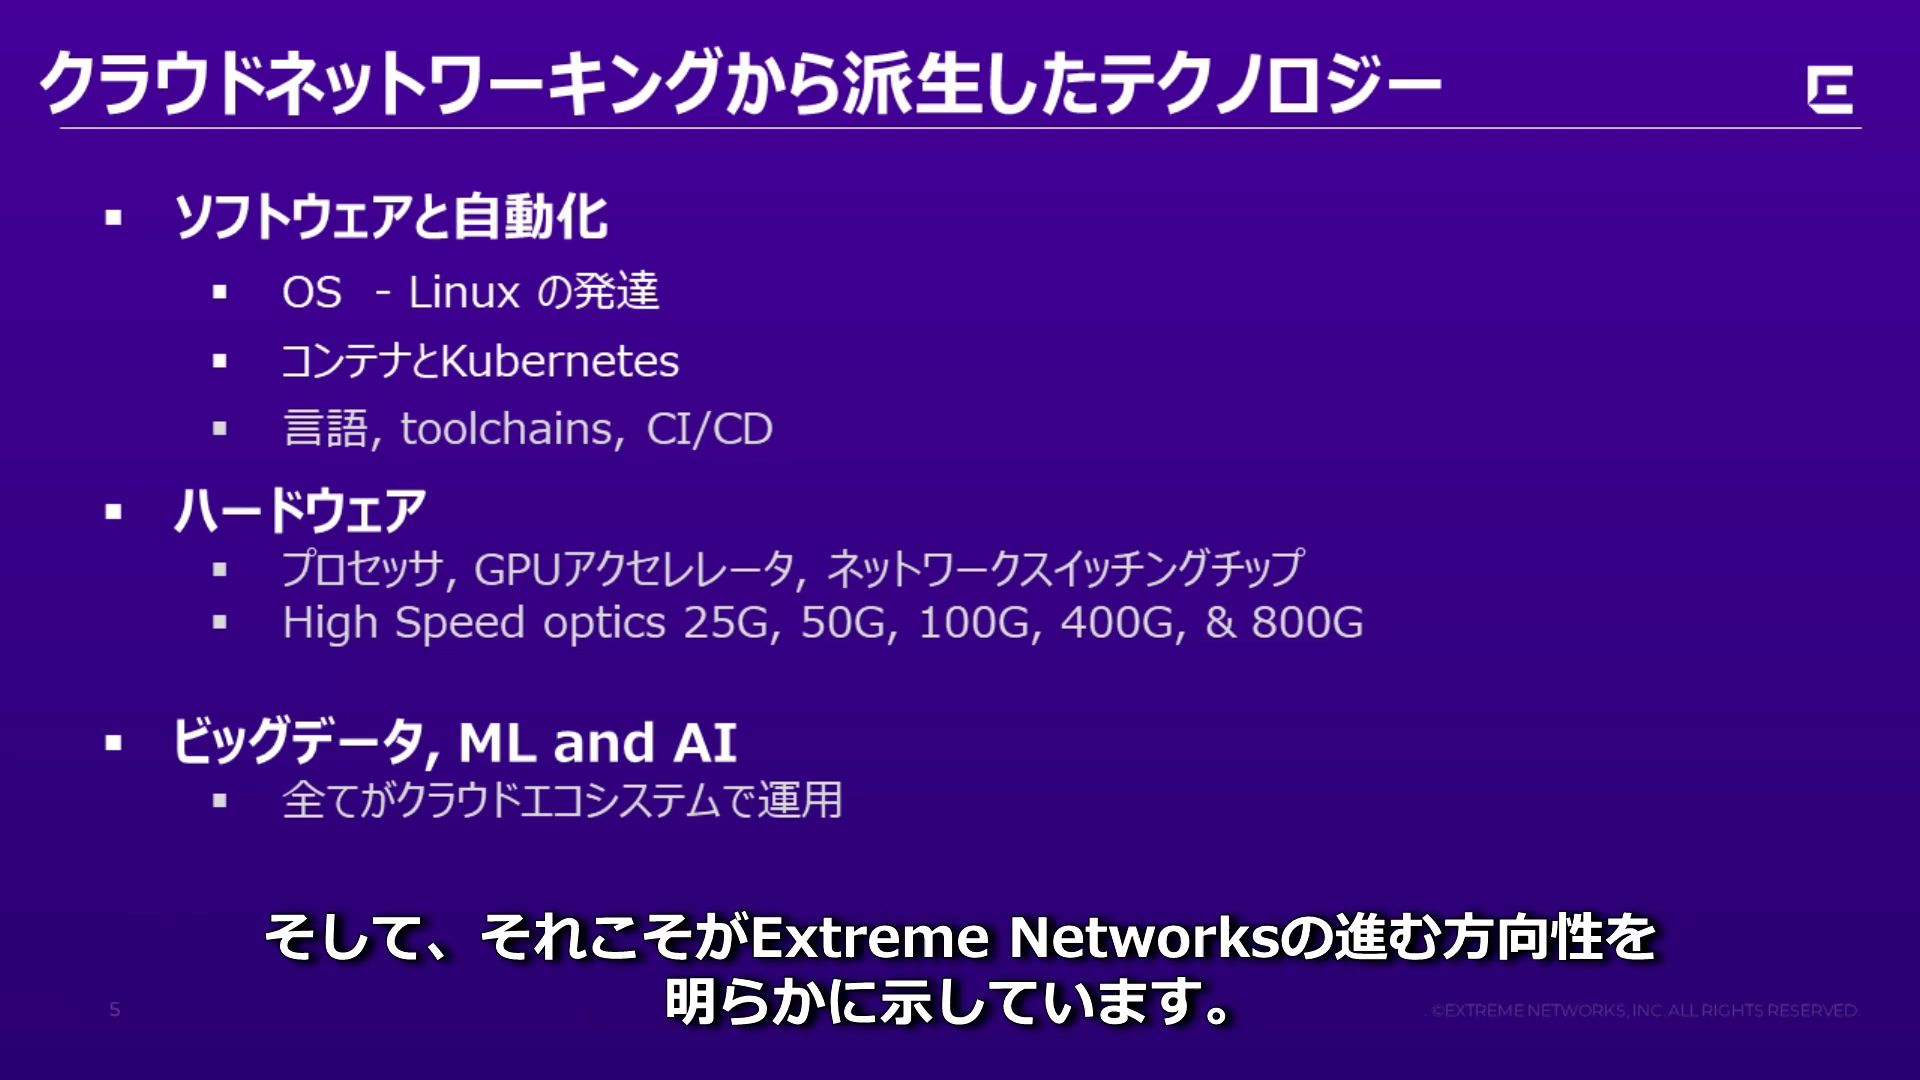 クラウドネットワーキングから派生したテクノロジー
▪ ソフトウェアと自動化
▪ OS - Linux の発達
▪ コンテナとKubernetes
▪ 言語, toolchains, CI/CD
▪ ハードウェア
▪ プロセッサ, GPUアクセレレータ, ネットワークスイッチングチップ
▪ High Speed optics 25G, 50G, 100G, 400G, & 800G
▪ ビッグデータ, ML and AI
▪ 全てがクラウドエコシステムで運用
そして、それこそがExtreme Networksの進む方向性を
明らかに示しています。
5
©EXTREME NETWORKS, INC. ALL RIGHTS RESERVED.